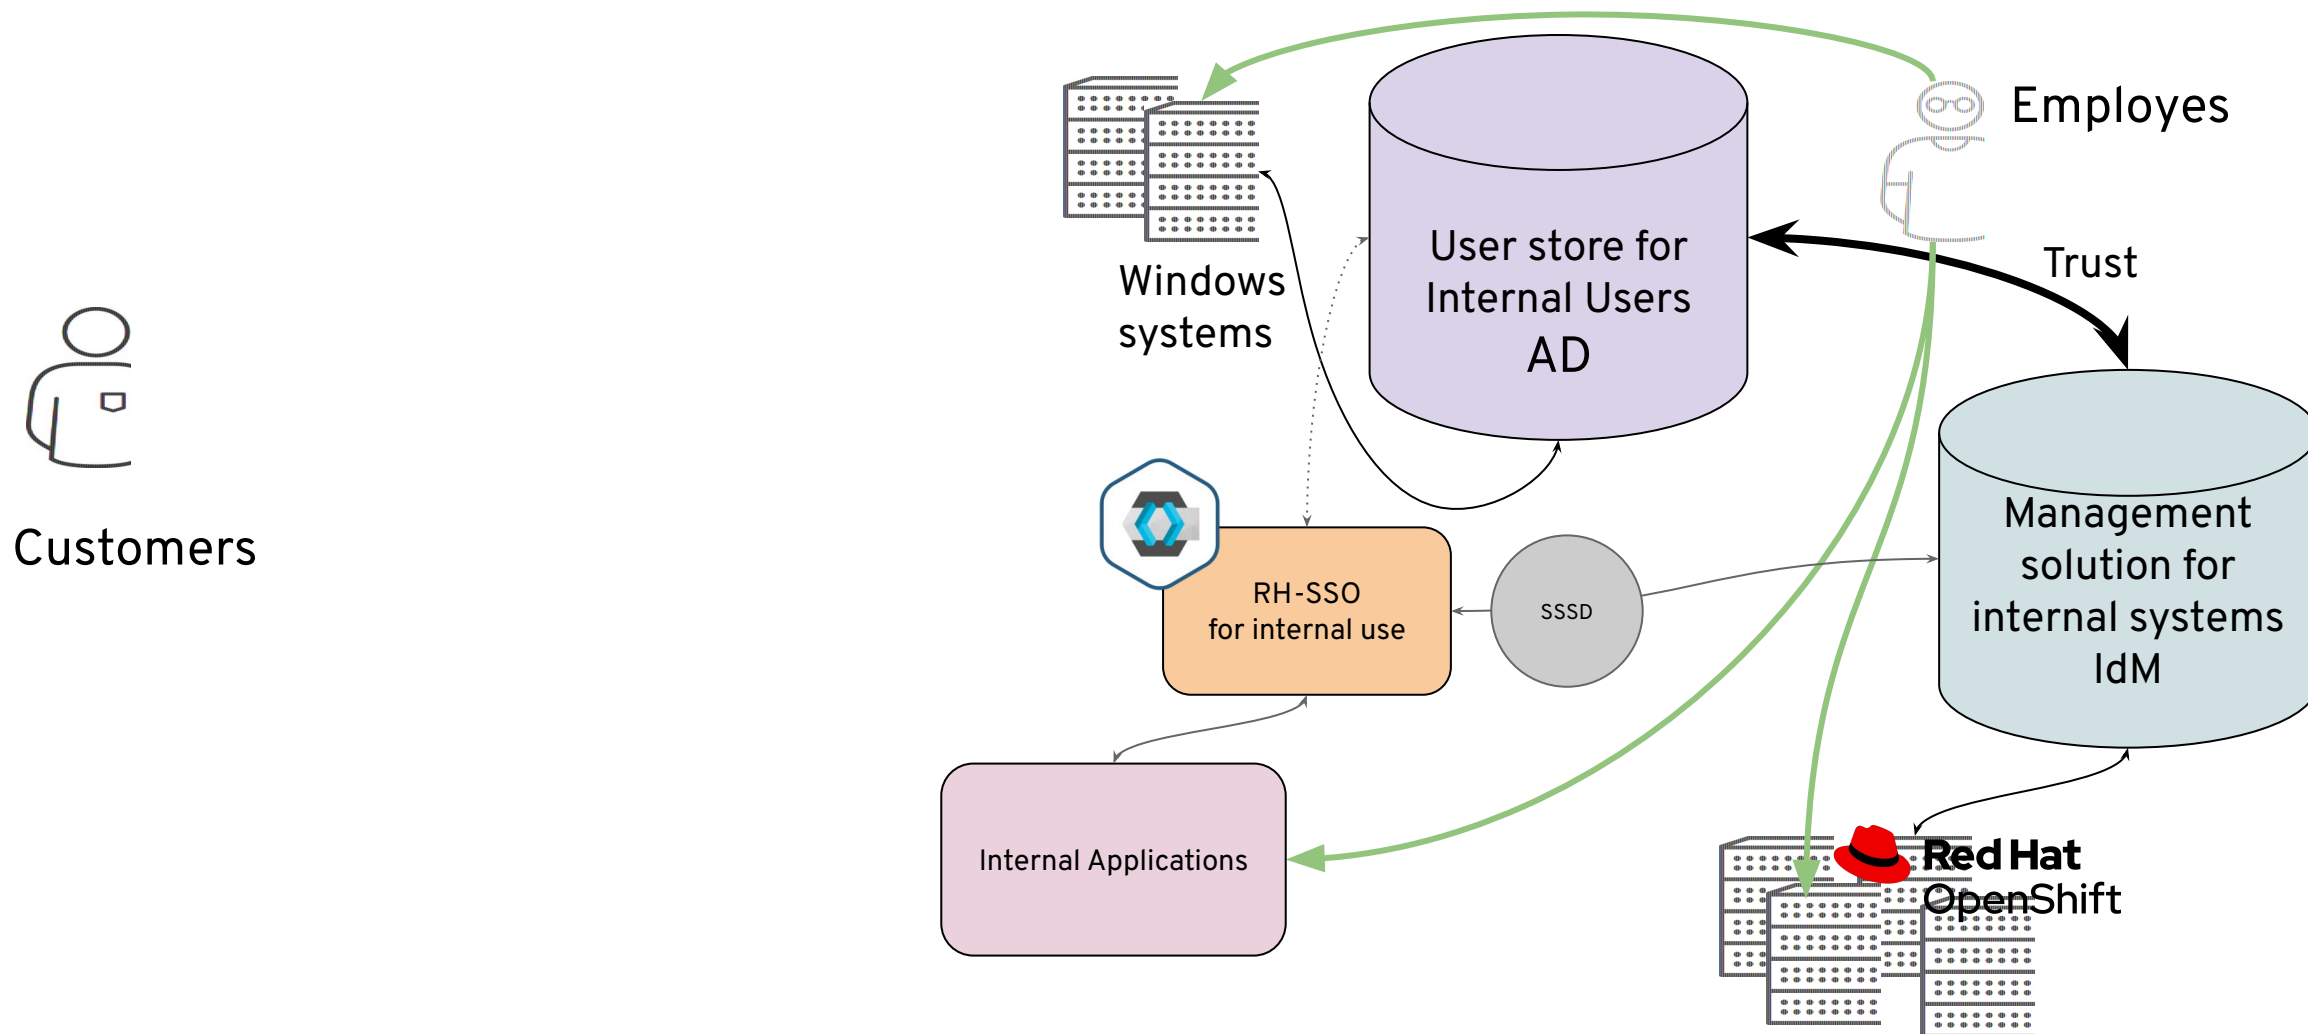 Employes
User store for
Internal Users
AD
Trust
Windows
systems
Customers
Management
solution for
internal systems
IdM
RH-SSO
for internal use
SSSD
Internal Applications
Red Hat
OpenShift